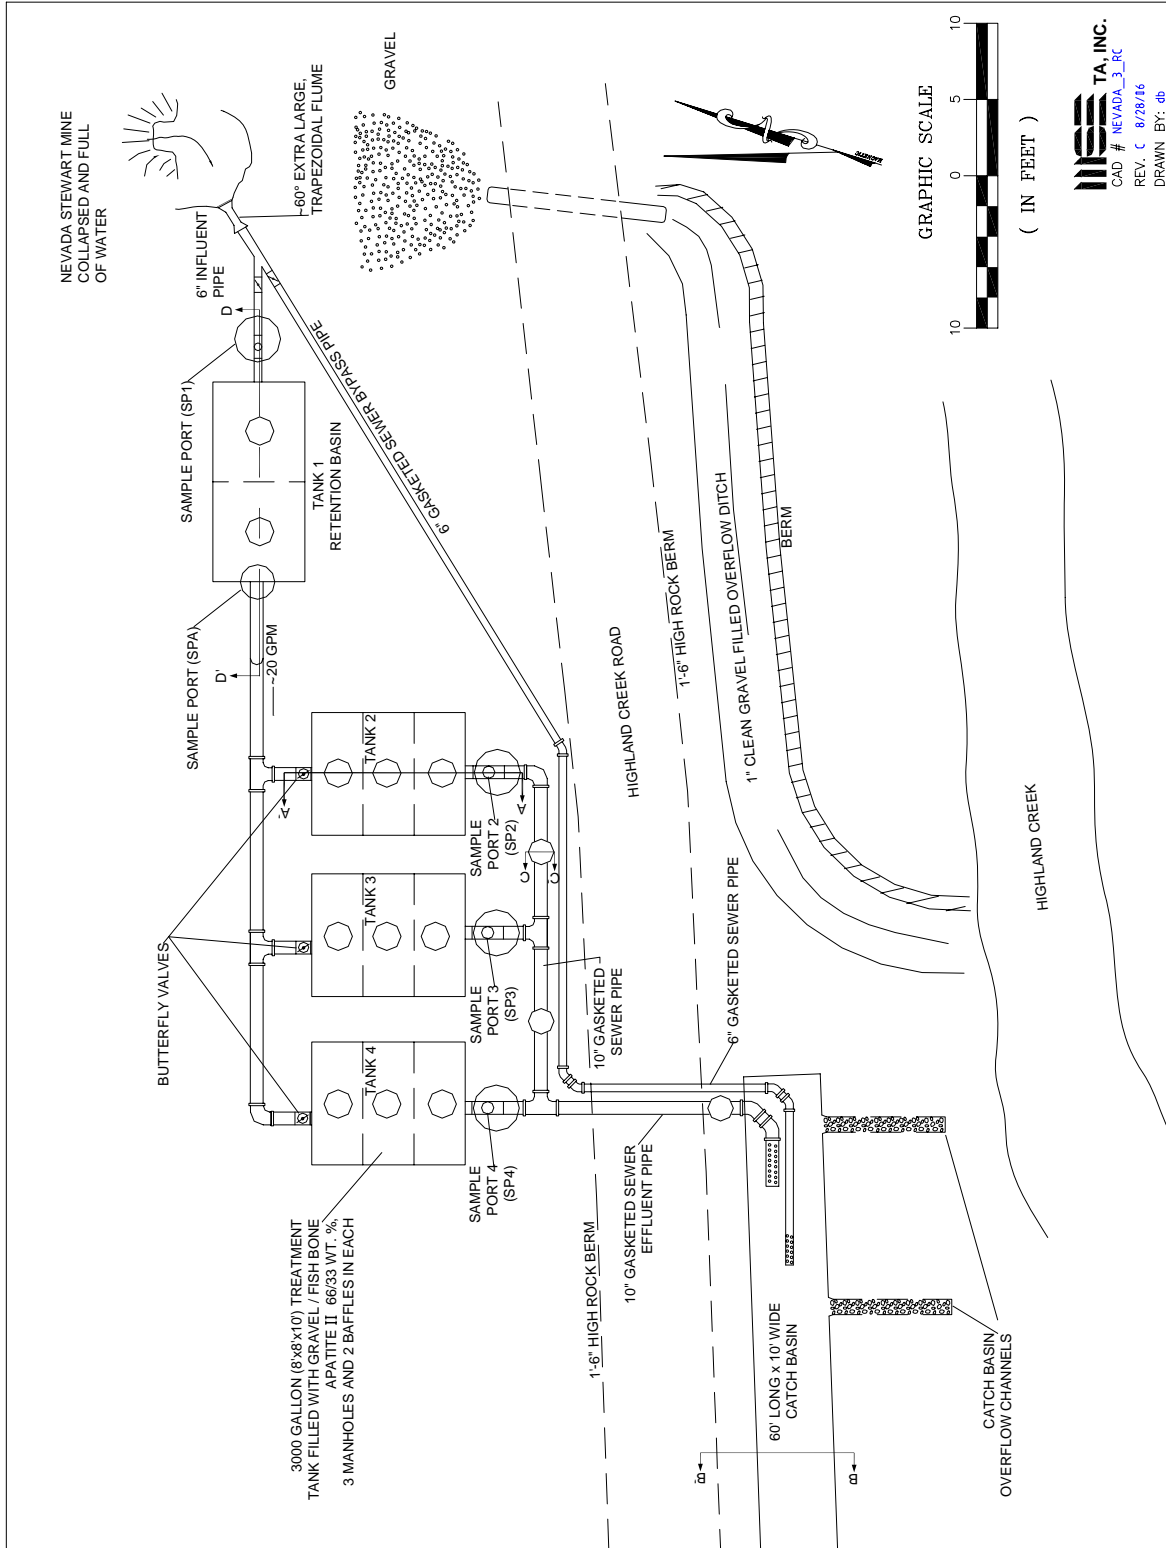 NEVADA STEWART MINE
COLLAPSED AND FULL
OF WATER
6" INFLUENT
PIPE
~60° EXTRA LARGE,
TRAPEZOIDAL FLUME
GRAVEL
D
SAMPLE PORT (SP1)
TANK 1
RETENTION BASIN
6" GASKETED SEWER BYPASS PIPE
SAMPLE PORT (SPA)
D'
~20 GPM
BUTTERFLY VALVES
TANK 2
TANK 3
TANK 4
A'
A
SAMPLE
PORT 2
(SP2)
C
C'
SAMPLE
PORT 3
(SP3)
SAMPLE
PORT 4
(SP4)
10" GASKETED
SEWER PIPE
3000 GALLON (8'x8'x10') TREATMENT
TANK FILLED WITH GRAVEL / FISH BONE
APATITE II 66/33 WT. %,
3 MANHOLES AND 2 BAFFLES IN EACH
HIGHLAND CREEK ROAD
1'-6" HIGH ROCK BERM
1" CLEAN GRAVEL FILLED OVERFLOW DITCH
BERM
6" GASKETED SEWER PIPE
1'-6" HIGH ROCK BERM
10" GASKETED SEWER
EFFLUENT PIPE
60' LONG x 10' WIDE
CATCH BASIN
B'
B
CATCH BASIN
OVERFLOW CHANNELS
HIGHLAND CREEK
MAGNETIC
GRAPHIC SCALE
10 0 5 10
( IN FEET )
MSE TA, INC.
CAD # NEVADA_3_RC
REV. C 8/28/06
DRAWN BY: db